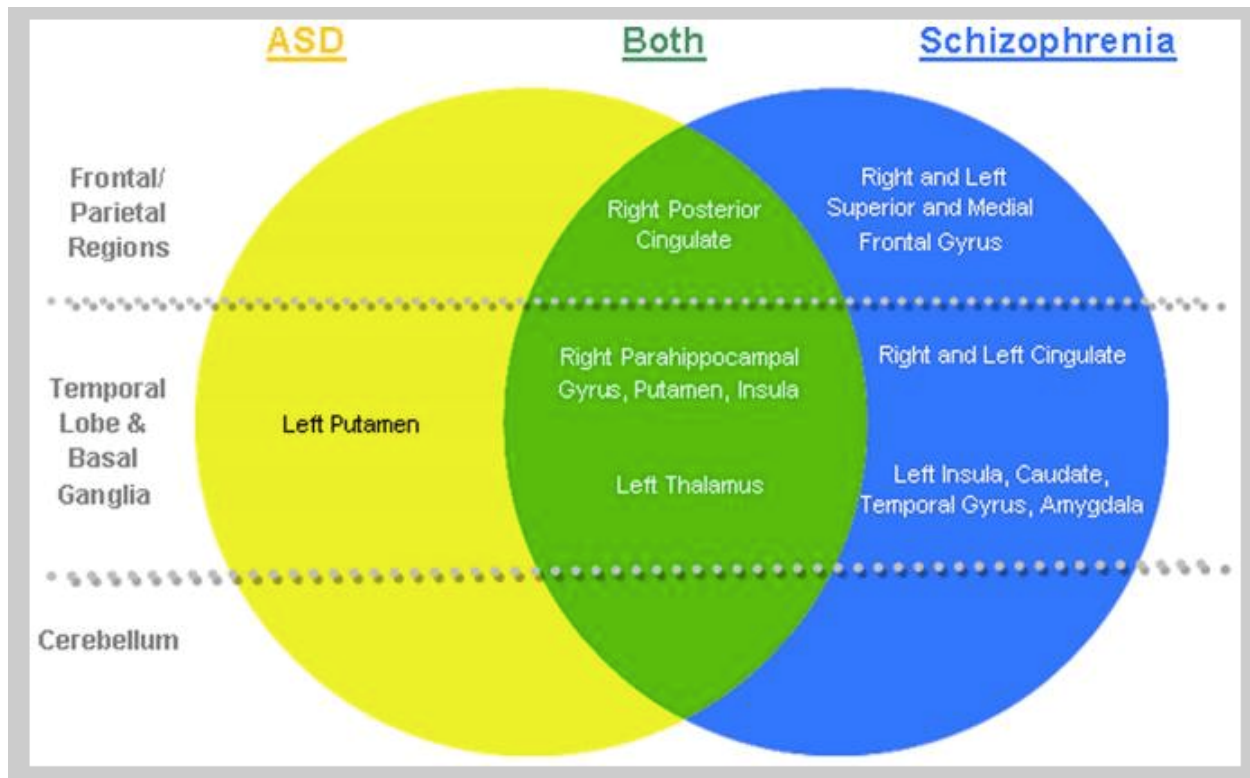 ASD
Both
Schizophrenia
Frontal/
Parietal
Regions
Right Posterior
Cingulate
Right and Left
Superior and Medial
Frontal Gyrus
Temporal
Lobe &
Basal
Ganglia
Left Putamen
Right Parahippocampal
Gyrus, Putamen, Insula
Left Thalamus
Right and Left Cingulate
Left Insula, Caudate,
Temporal Gyrus, Amygdala
Cerebellum